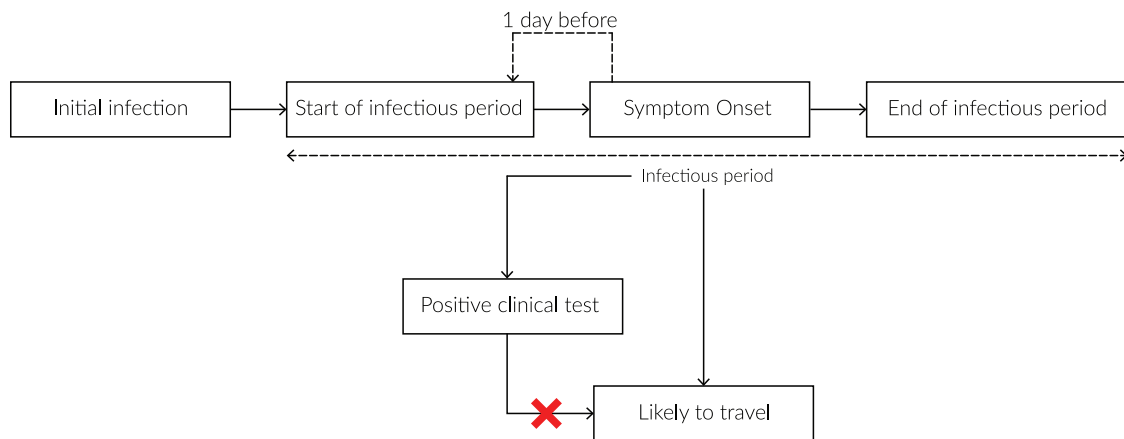 1 day before
Initial infection
Start of infectious period
Symptom Onset
End of infectious period
Infectious period
Positive clinical test
Likely to travel